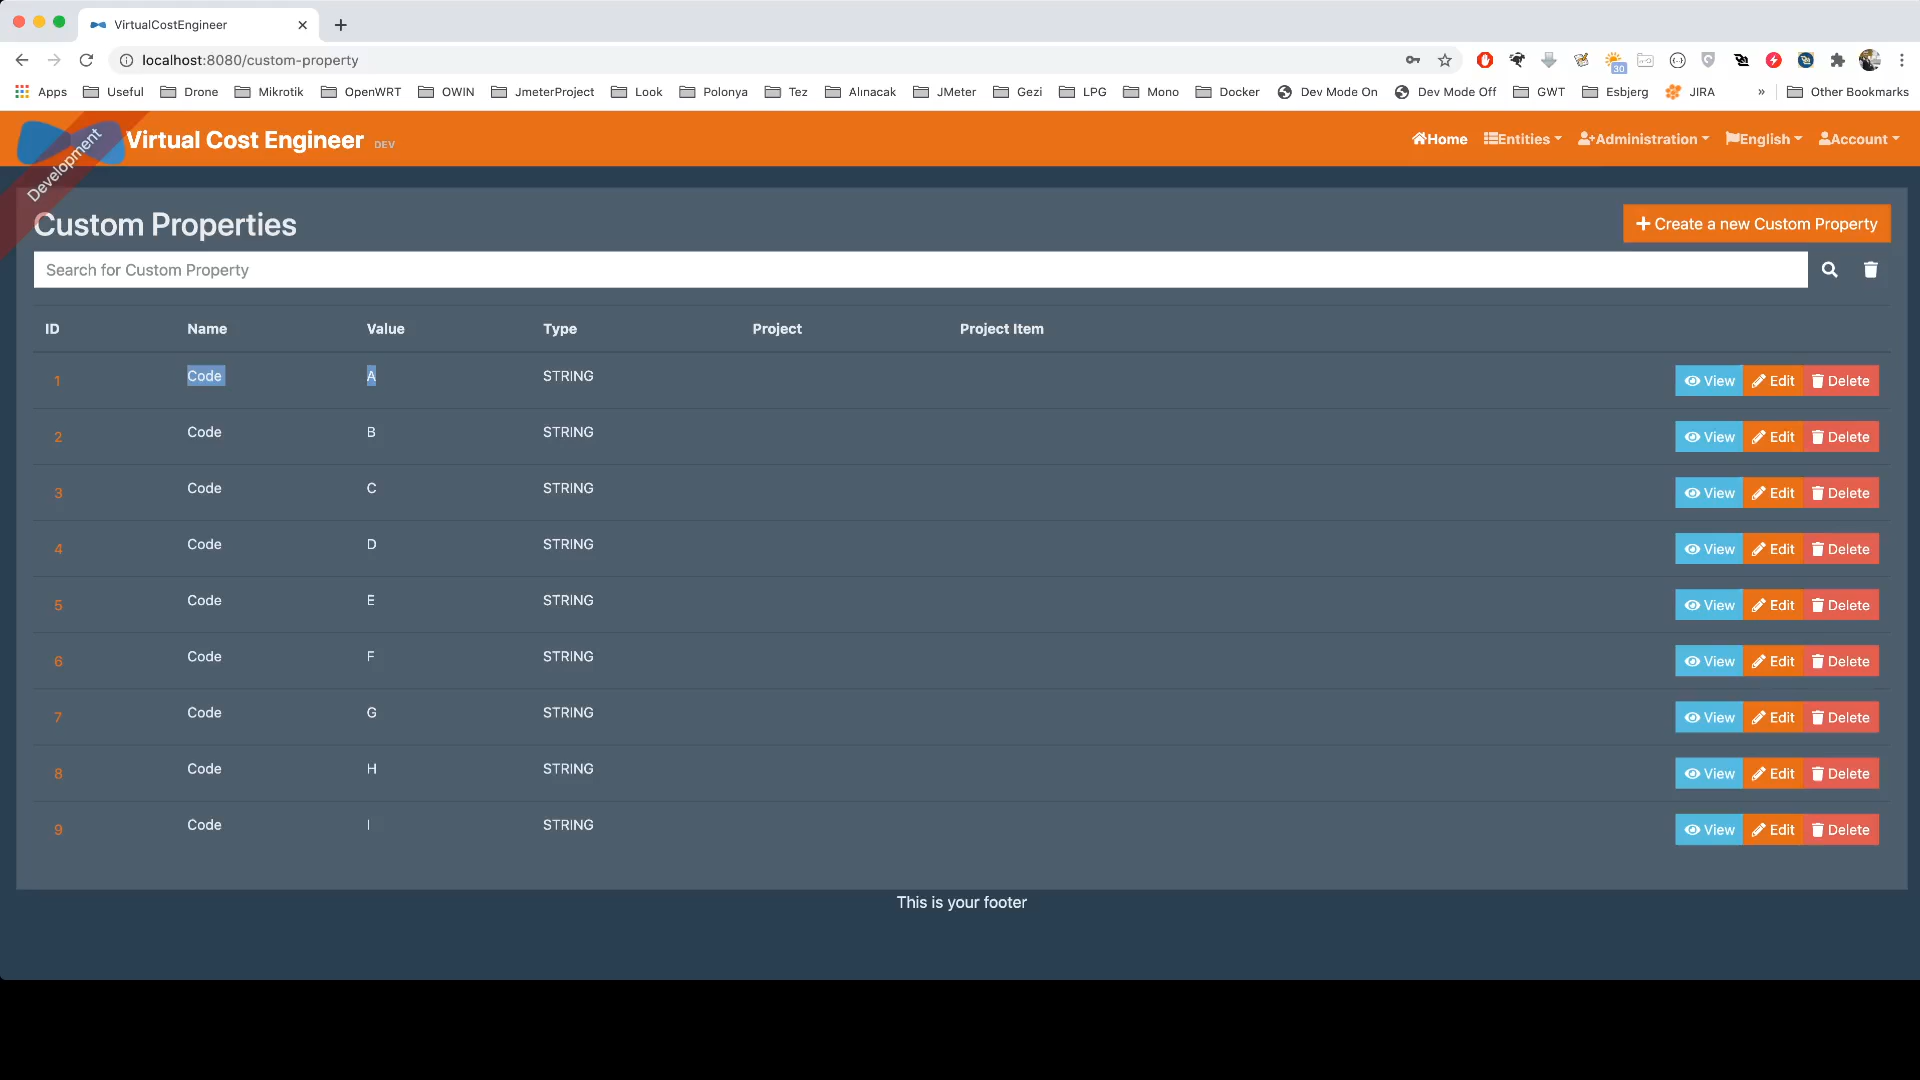 VirtualCostEngineer
localhost:8080/custom-property
30
Apps Useful Drone Mikrotik OpenWRT OWIN JmeterProject Look Polonya Tez Alınacak JMeter Gezi LPG Mono Docker Dev Mode On Dev Mode Off GWT Esbjerg JIRA » Other Bookmarks
Development
Virtual Cost Engineer DEV Home Entities Administration English Account
Custom Properties + Create a new Custom Property
Search for Custom Property
ID Name Value Type Project Project Item
1 Code A STRING View Edit Delete
2 Code B STRING View Edit Delete
3 Code C STRING View Edit Delete
4 Code D STRING View Edit Delete
5 Code E STRING View Edit Delete
6 Code F STRING View Edit Delete
7 Code G STRING View Edit Delete
8 Code H STRING View Edit Delete
9 Code I STRING View Edit Delete
This is your footer